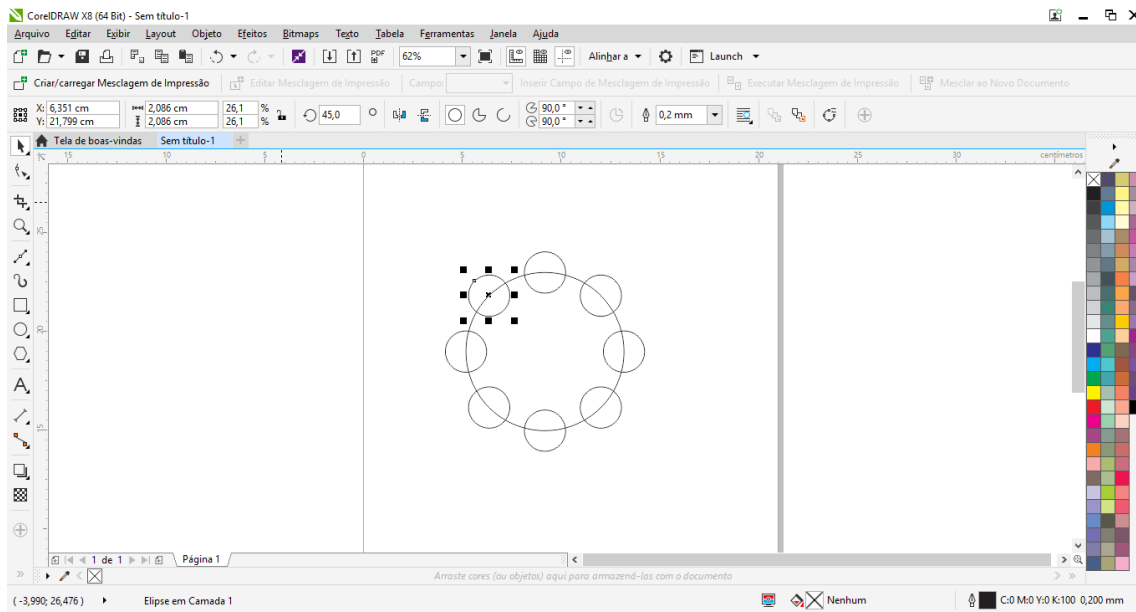 CorelDRAW X8 (64 Bit) - Sem título-1
Arquivo Editar Exibir Layout Objeto Efeitos Bitmaps Texto Tabela Ferramentas Janela Ajuda
PDF 62% Alinhar a Launch
Criar/carregar Mesclagem de Impressão Editar Mesclagem de Impressão Campo Inserir Campo de Mesclagem de Impressão Executar Mesclagem de Impressão Mesclar ao Novo Documento
X: 6,351 cm 2,086 cm 26,1 % 45,0 ° 90,0 ° 0,2 mm
Y: 21,799 cm 2,086 cm 26,1 % 90,0 °
Tela de boas-vindas Sem título-1
15 10 5 0 5 10 15 20 25 30 centímetros
25
20
15
1 de 1 Página 1
Arraste cores (ou objetos) aqui para armazená-las com o documento
( -3,990; 26,476 ) Elipse em Camada 1 Nenhum C:0 M:0 Y:0 K:100 0,200 mm